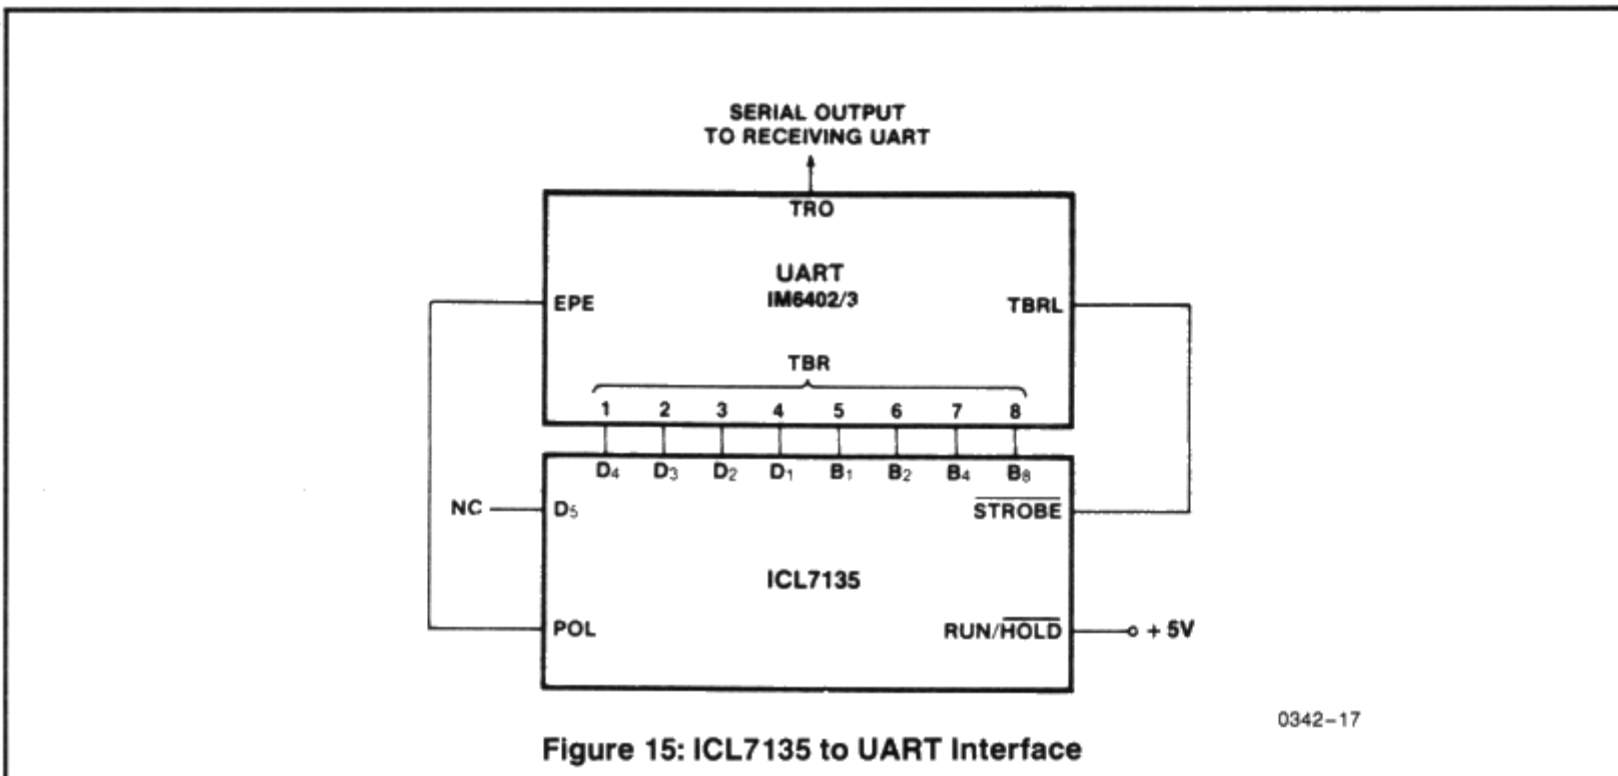 SERIAL OUTPUT
TO RECEIVING UART
TRO
UART
IM6402/3
EPE
TBRL
TBR
1 2 3 4 5 6 7 8
D4 D3 D2 D1 B1 B2 B4 B8
NC
D5
STROBE
ICL7135
POL
RUN/HOLD
+ 5V
0342-17
Figure 15: ICL7135 to UART Interface